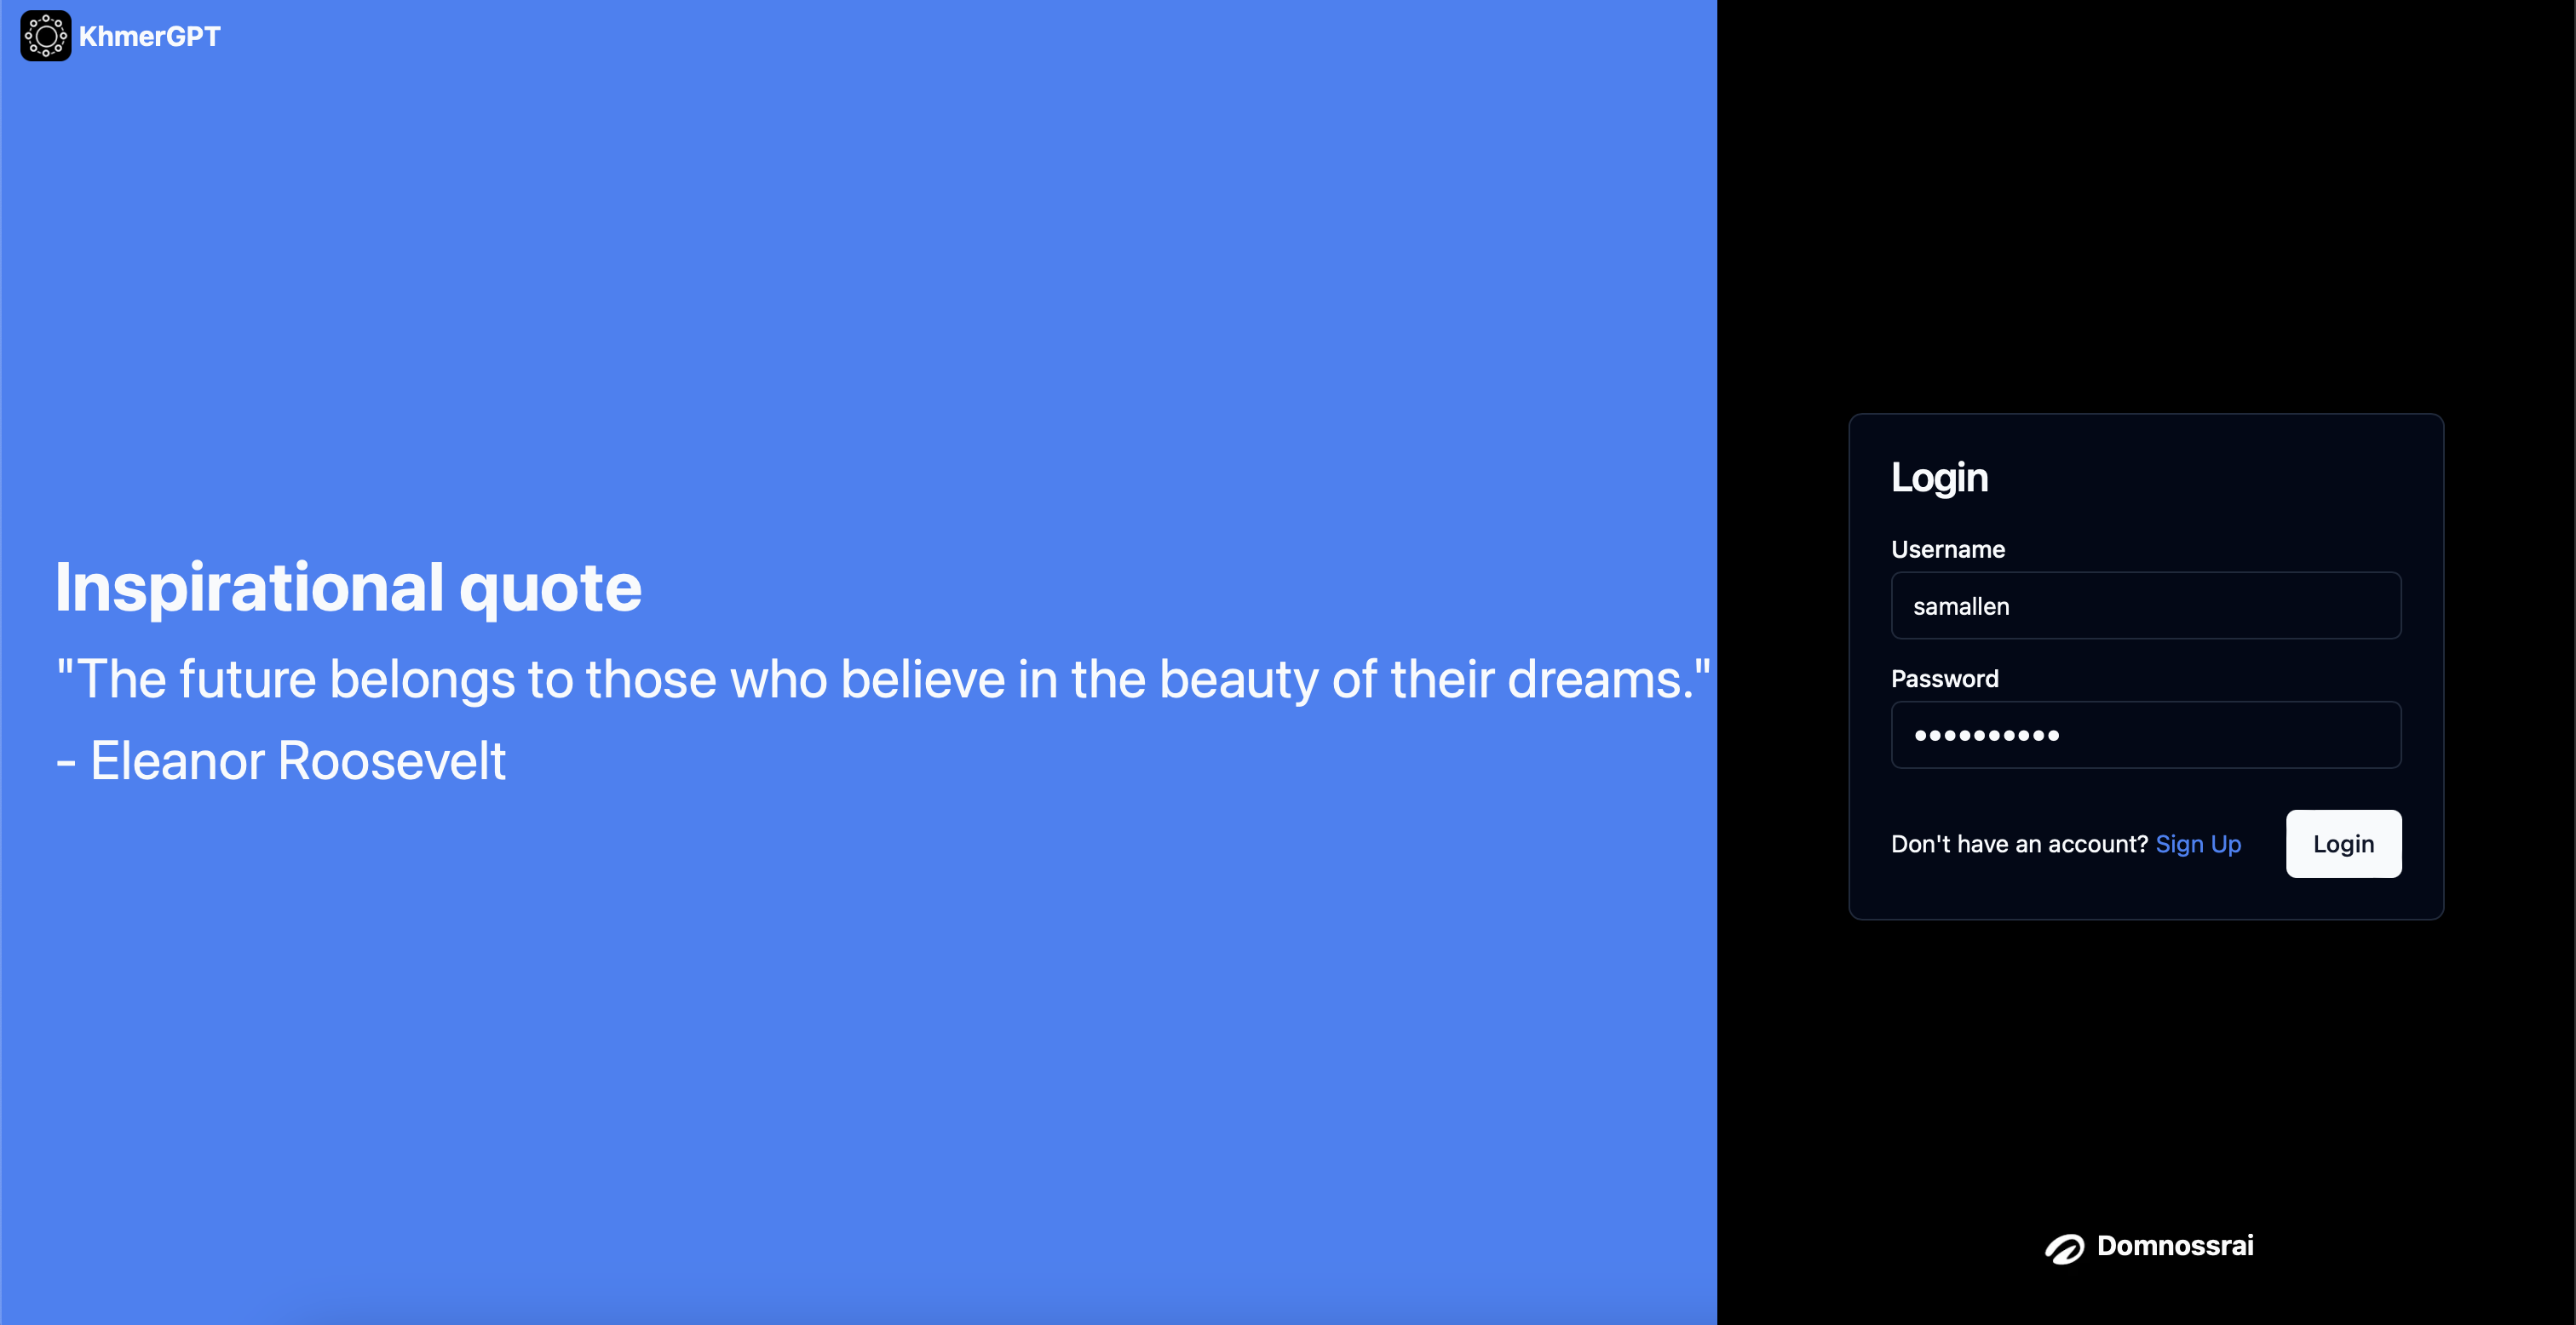 KhmerGPT
Inspirational quote
"The future belongs to those who believe in the beauty of their dreams."
- Eleanor Roosevelt
Login
Username
samallen
Password
••••••••••
Don't have an account? Sign Up
Login
Domnossrai